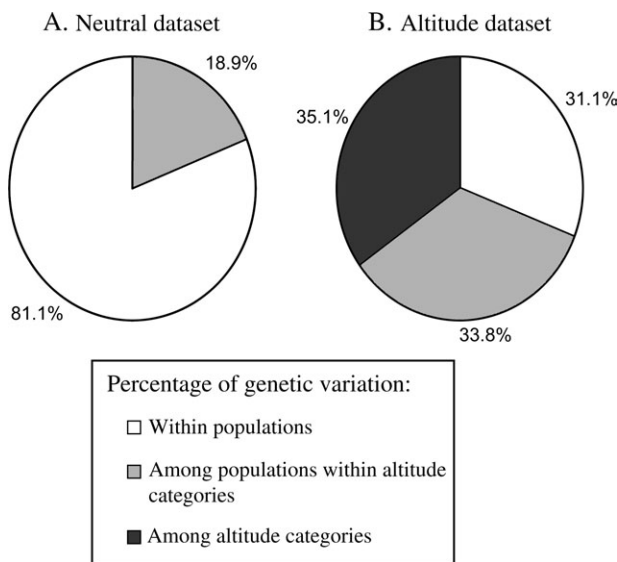 A. Neutral dataset
B. Altitude dataset
18.9%
81.1%
31.1%
35.1%
33.8%
Percentage of genetic variation:
Within populations
Among populations within altitude
categories
Among altitude categories